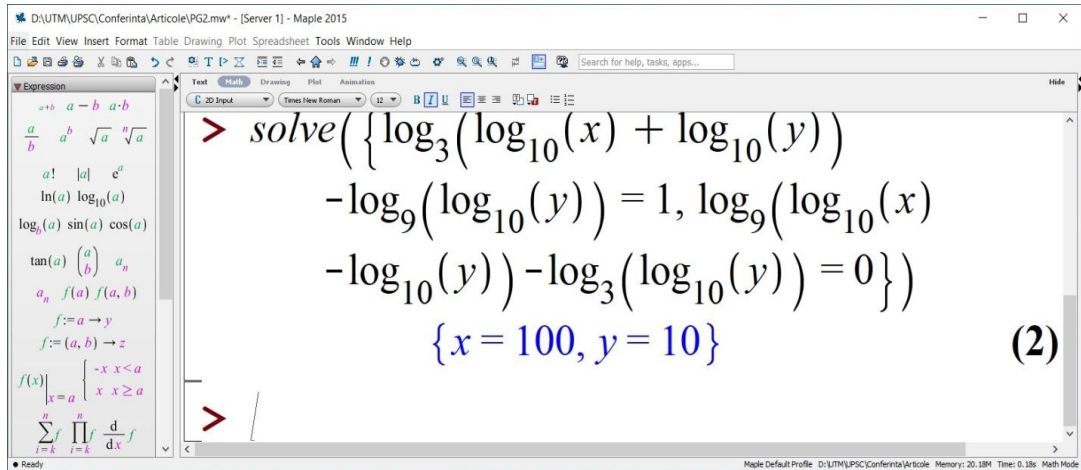 D:\UTM\UPSC\Conferinta\Articole\PG2.mw* - [Server 1] - Maple 2015
File Edit View Insert Format Table Drawing Plot Spreadsheet Tools Window Help
Search for help, tasks, apps...
Text Math Drawing Plot Animation Hide
C 2D Input Times New Roman 12 B I U
▼ Expression
a+b a − b a·b
a/b a^b √a ⁿ√a
a! |a| e^a
ln(a) log₁₀(a)
log_b(a) sin(a) cos(a)
tan(a) (a b) a_n
a_n f(a) f(a, b)
f := a → y
f := (a, b) → z
f(x)|x = a { -x x < a
x x ≥ a
∑ i=k n f ∏ i=k n f d/dx f
> solve({log₃(log₁₀(x) + log₁₀(y))
−log₉(log₁₀(y)) = 1, log₉(log₁₀(x)
−log₁₀(y)) −log₃(log₁₀(y)) = 0})
{x = 100, y = 10}
(2)
>
Ready
Maple Default Profile D:\UTM\UPSC\Conferinta\Articole Memory: 20.18M Time: 0.18s Math Mode